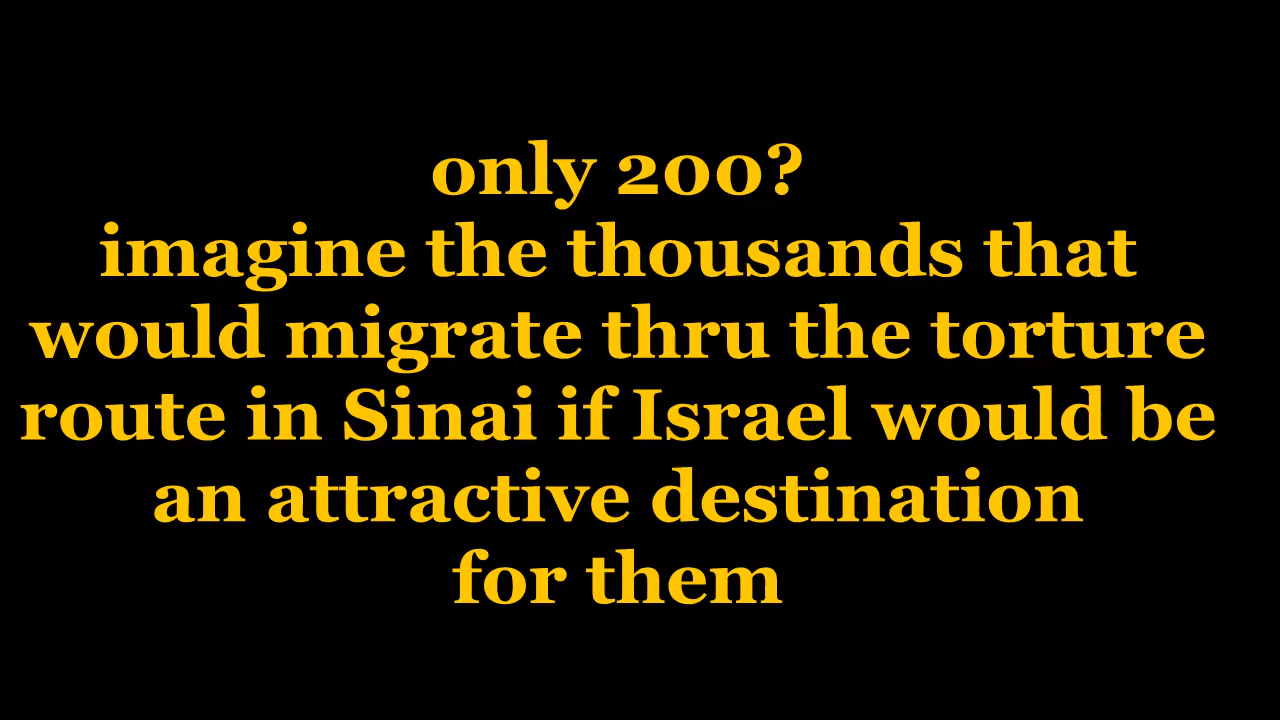 only 200?
imagine the thousands that
would migrate thru the torture
route in Sinai if Israel would be
an attractive destination
for them